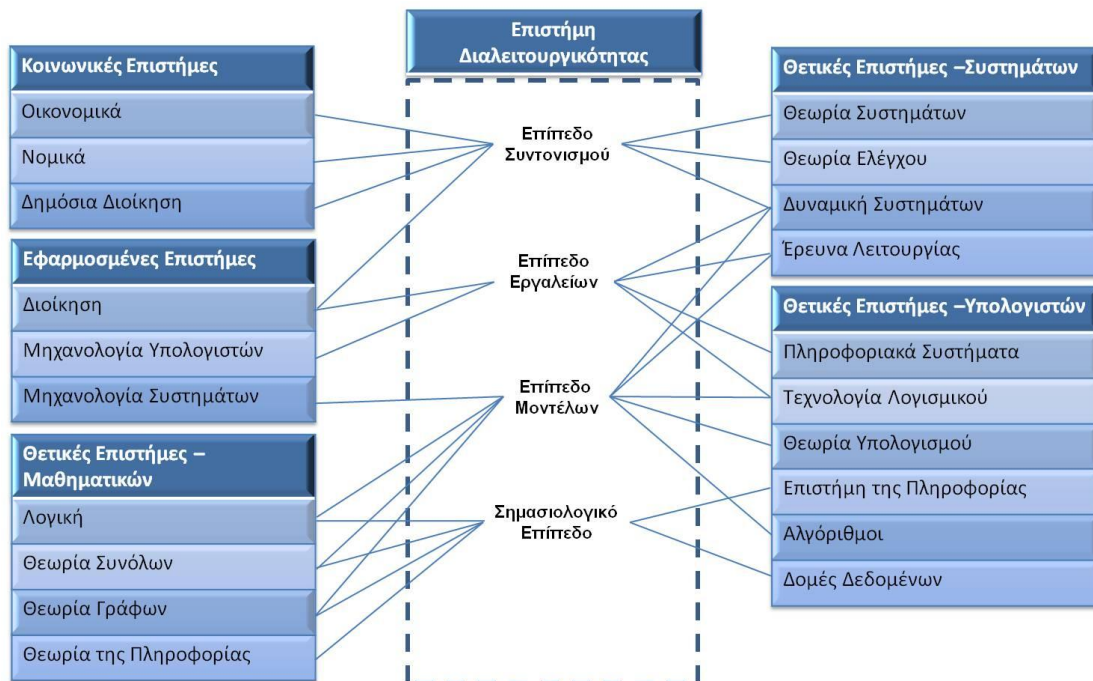 Κοινωνικές Επιστήμες
Οικονομικά
Νομικά
Δημόσια Διοίκηση
Εφαρμοσμένες Επιστήμες
Διοίκηση
Μηχανολογία Υπολογιστών
Μηχανολογία Συστημάτων
Θετικές Επιστήμες –
Μαθηματικών
Λογική
Θεωρία Συνόλων
Θεωρία Γράφων
Θεωρία της Πληροφορίας
Επιστήμη
Διαλειτουργικότητας
Επίπεδο
Συντονισμού
Επίπεδο
Εργαλείων
Επίπεδο
Μοντέλων
Σημασιολογικό
Επίπεδο
Θετικές Επιστήμες –Συστημάτων
Θεωρία Συστημάτων
Θεωρία Ελέγχου
Δυναμική Συστημάτων
Έρευνα Λειτουργίας
Θετικές Επιστήμες –Υπολογιστών
Πληροφοριακά Συστήματα
Τεχνολογία Λογισμικού
Θεωρία Υπολογισμού
Επιστήμη της Πληροφορίας
Αλγόριθμοι
Δομές Δεδομένων